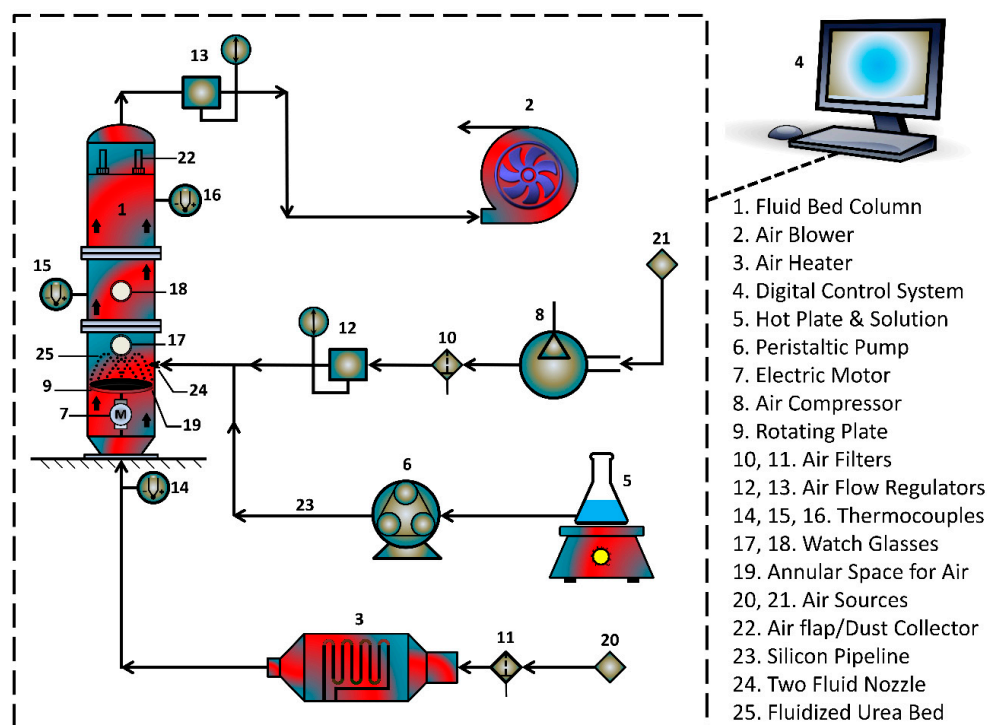 13
4
22
2
16
1
21
15
18
8
12
10
17
25
24
9
7
M
19
6
5
14
23
3
11
20
1. Fluid Bed Column
2. Air Blower
3. Air Heater
4. Digital Control System
5. Hot Plate & Solution
6. Peristaltic Pump
7. Electric Motor
8. Air Compressor
9. Rotating Plate
10, 11. Air Filters
12, 13. Air Flow Regulators
14, 15, 16. Thermocouples
17, 18. Watch Glasses
19. Annular Space for Air
20, 21. Air Sources
22. Air flap/Dust Collector
23. Silicon Pipeline
24. Two Fluid Nozzle
25. Fluidized Urea Bed